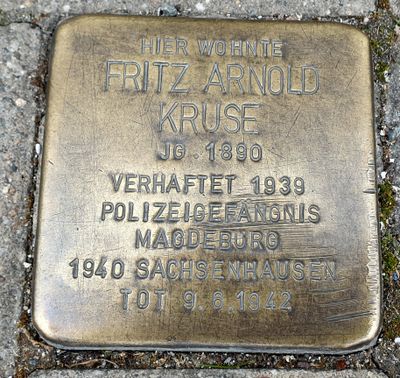 HIER WOHNTE
FRITZ ARNOLD
KRUSE
JG. 1890
VERHAFTET 1939
POLIZEIGEFÄNGNIS
MAGDEBURG
1940 SACHSENHAUSEN
TOT 9.6.1942